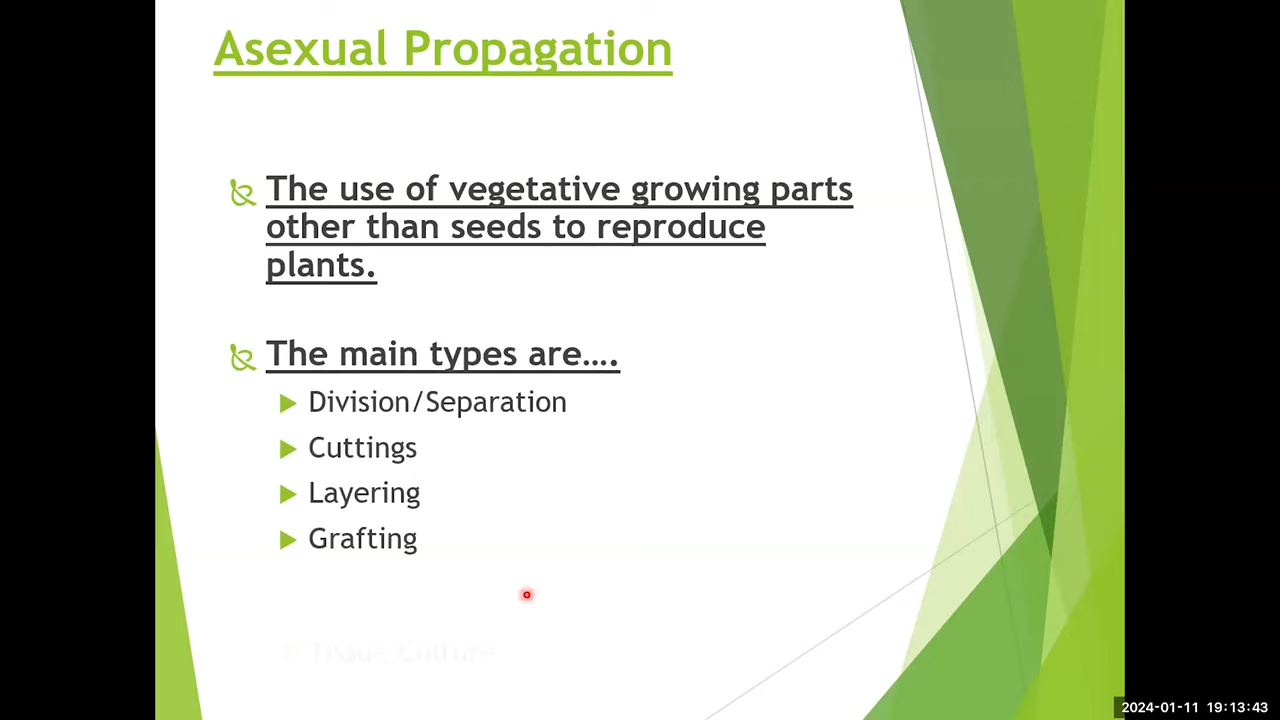 Asexual Propagation
The use of vegetative growing parts
other than seeds to reproduce
plants.
The main types are….
Division/Separation
Cuttings
Layering
Grafting
Tissue Culture
2024-01-11 19:13:43